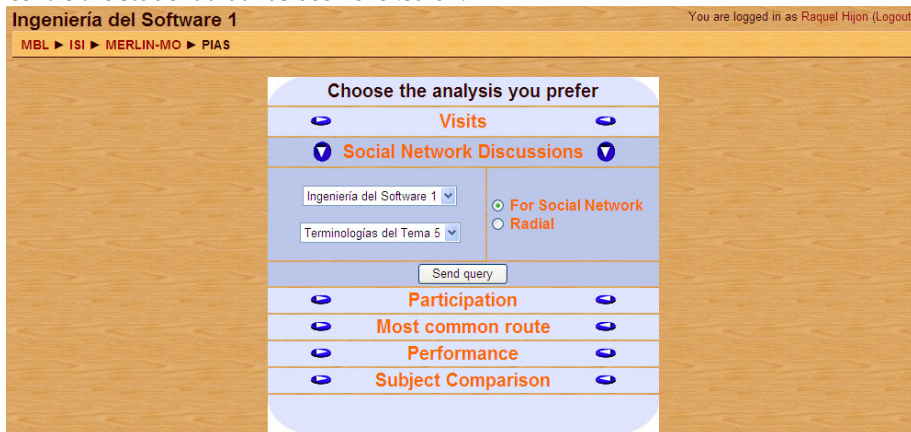 Ingeniería del Software 1
You are logged in as Raquel Hijon (Logout
MBL ► ISI ► MERLIN-MO ► PIAS
Choose the analysis you prefer
Visits
Social Network Discussions
Ingeniería del Software 1
For Social Network
Radial
Terminologías del Tema 5
Send query
Participation
Most common route
Performance
Subject Comparison